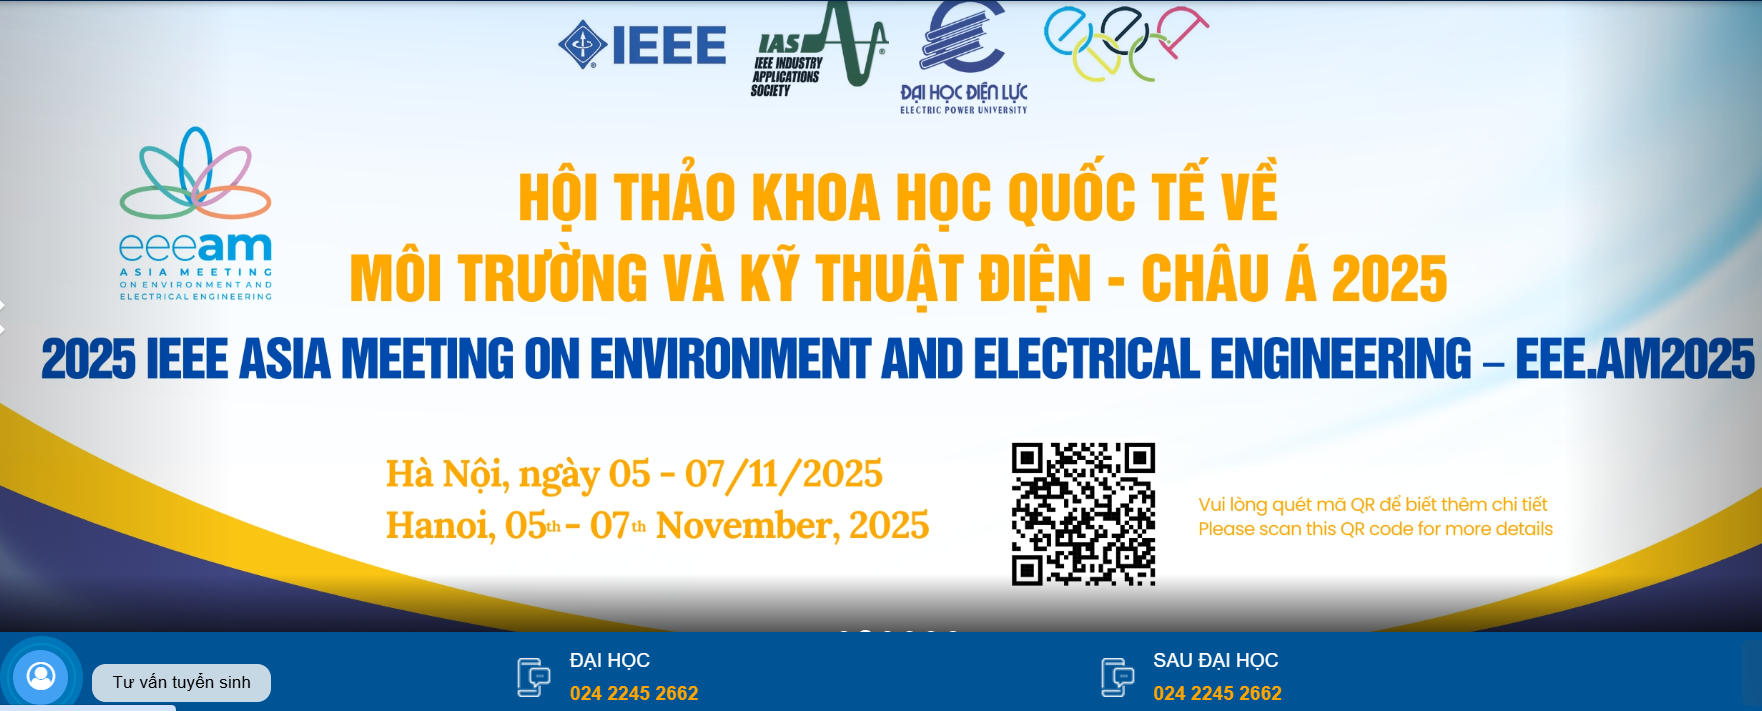 IEEE
IAS
IEEE INDUSTRY
APPLICATIONS
SOCIETY
ĐẠI HỌC ĐIỆN LỰC
ELECTRIC POWER UNIVERSITY
eeeic
eeeam
ASIA MEETING
ON ENVIRONMENT AND
ELECTRICAL ENGINEERING
HỘI THẢO KHOA HỌC QUỐC TẾ VỀ
MÔI TRƯỜNG VÀ KỸ THUẬT ĐIỆN - CHÂU Á 2025
2025 IEEE ASIA MEETING ON ENVIRONMENT AND ELECTRICAL ENGINEERING – EEE.AM2025
Hà Nội, ngày 05 - 07/11/2025
Hanoi, 05th - 07th November, 2025
Vui lòng quét mã QR để biết thêm chi tiết
Please scan this QR code for more details
Tư vấn tuyển sinh
ĐẠI HỌC
024 2245 2662
SAU ĐẠI HỌC
024 2245 2662